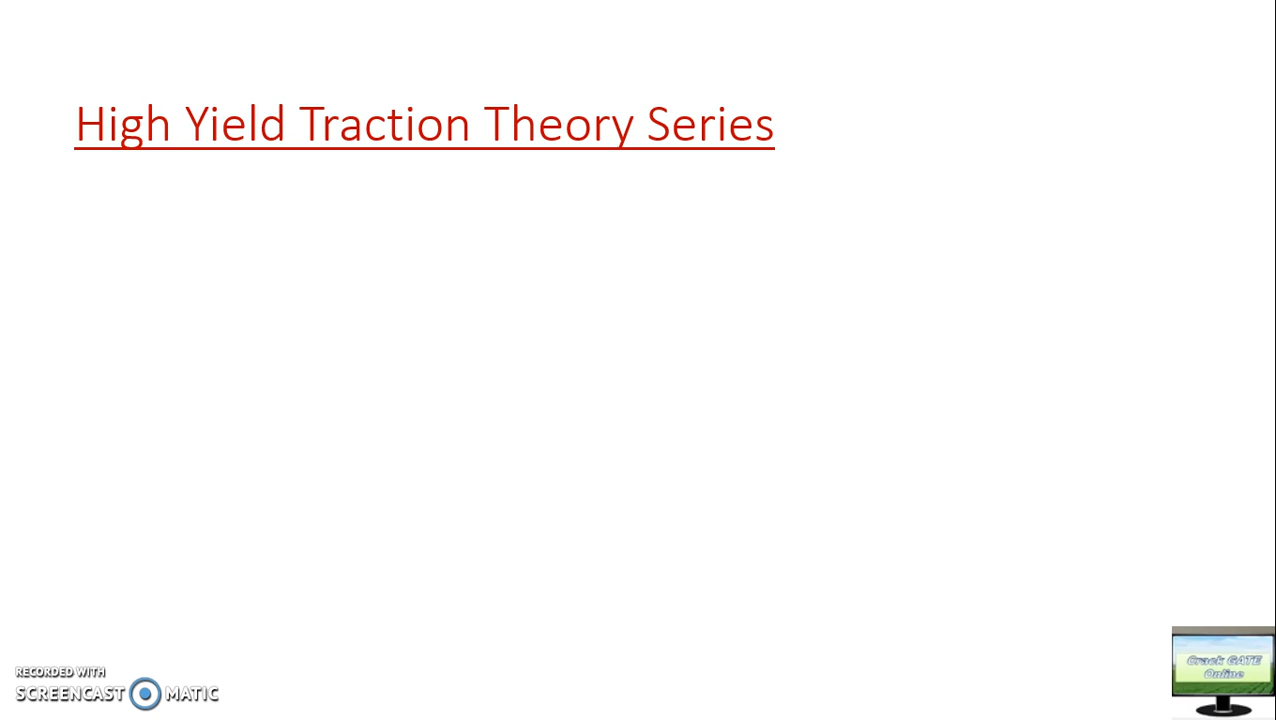 High Yield Traction Theory Series
RECORDED WITH
SCREENCAST MATIC
Crack GATE
Online